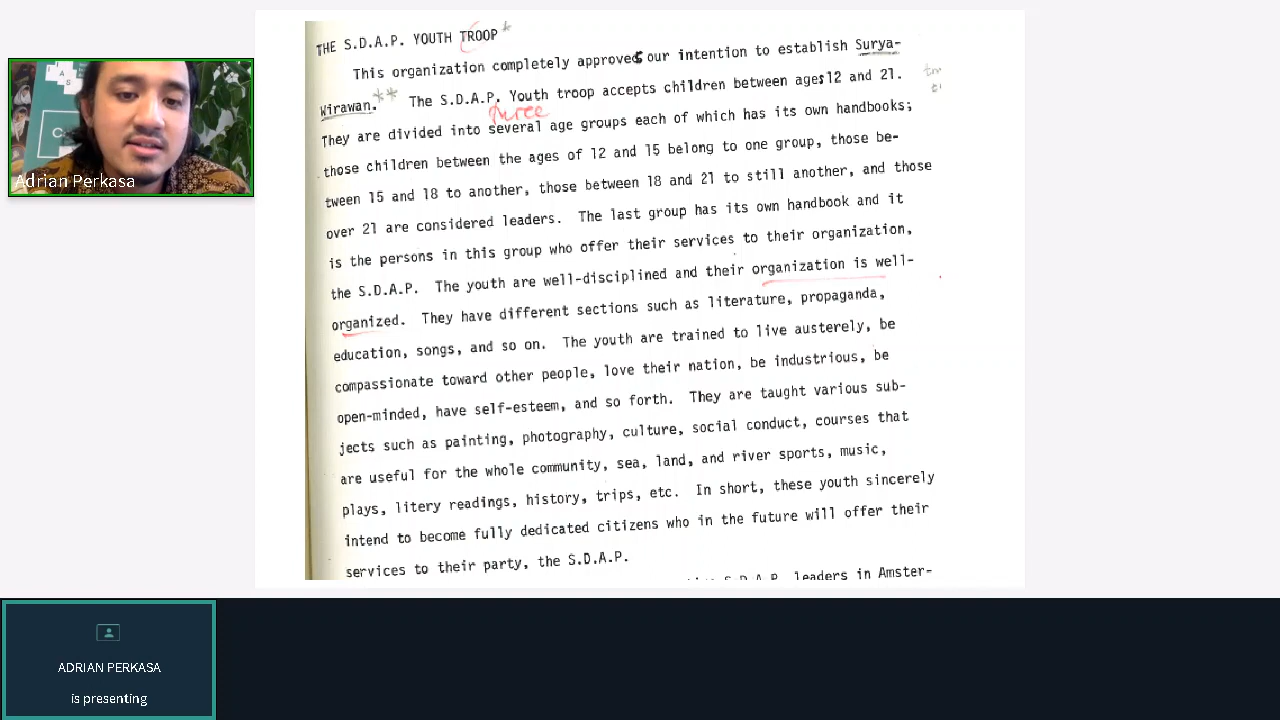 THE S.D.A.P. YOUTH TROOP*
This organization completely approves our intention to establish Surya-
Wirawan.** The S.D.A.P. Youth troop accepts children between ages 12 and 21.
three
They are divided into several age groups each of which has its own handbooks;
those children between the ages of 12 and 15 belong to one group, those be-
tween 15 and 18 to another, those between 18 and 21 to still another, and those
over 21 are considered leaders. The last group has its own handbook and it
is the persons in this group who offer their services to their organization,
the S.D.A.P. The youth are well-disciplined and their organization is well-
organized. They have different sections such as literature, propaganda,
education, songs, and so on. The youth are trained to live austerely, be
compassionate toward other people, love their nation, be industrious, be
open-minded, have self-esteem, and so forth. They are taught various sub-
jects such as painting, photography, culture, social conduct, courses that
are useful for the whole community, sea, land, and river sports, music,
plays, litery readings, history, trips, etc. In short, these youth sincerely
intend to become fully dedicated citizens who in the future will offer their
services to their party, the S.D.A.P.
S.D.A.P. leaders in Amster-
Adrian Perkasa
ADRIAN PERKASA
is presenting